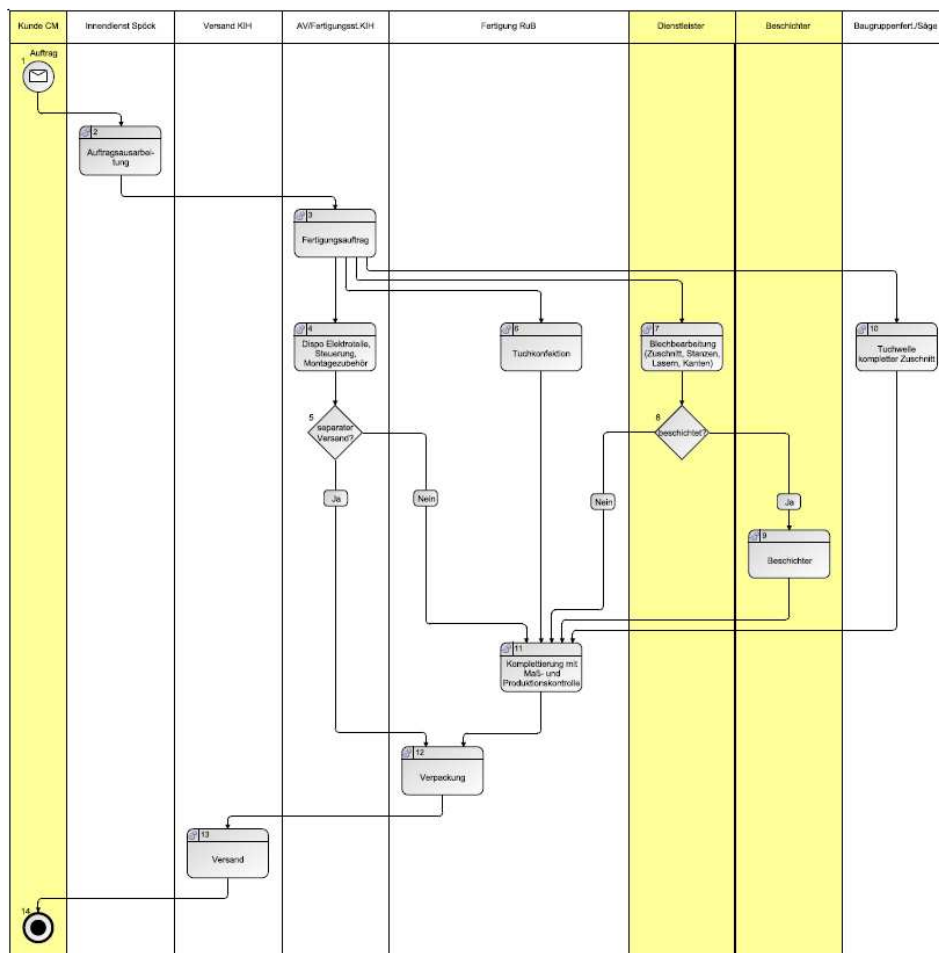 Kunde CM
Innendienst Spöck
Versand KIH
AV/Fertigungsst.KIH
Fertigung RuB
Dienstleister
Beschichter
Baugruppenfert./Säge
Auftrag
1
2
Auftragsausarbei-
tung
3
Fertigungsauftrag
4
Dispo Elektroteile,
Steuerung,
Montagezubehör
6
Tuchkonfektion
7
Blechbearbeitung
(Zuschnitt, Stanzen,
Lasern, Kanten)
10
Tuchwelle
kompletter Zuschnitt
5
separater
Versand?
8
beschichtet?
Ja
Nein
Nein
Ja
9
Beschichter
11
Komplettierung mit
Maß- und
Produktionskontrolle
12
Verpackung
13
Versand
14